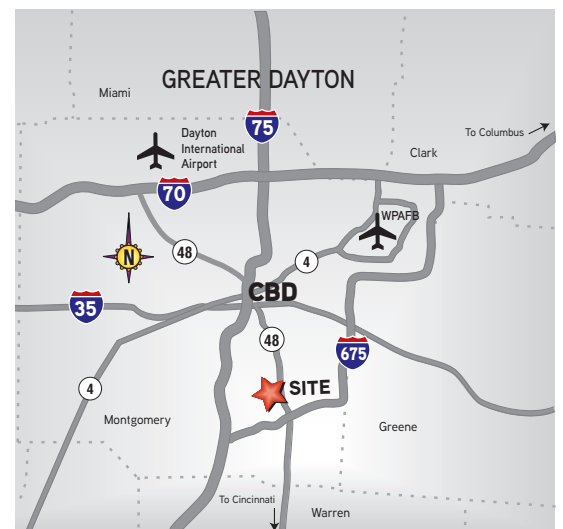 GREATER DAYTON
Miami
75
Dayton
International
Airport
To Columbus
Clark
70
WPAFB
N
48
4
CBD
35
48
675
SITE
4
Montgomery
Greene
To Cincinnati
Warren